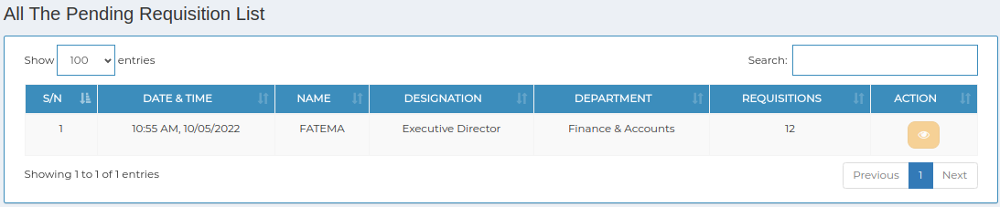 All The Pending Requisition List
Show 100 entries Search:
S/N DATE & TIME NAME DESIGNATION DEPARTMENT REQUISITIONS ACTION
1 10:55 AM, 10/05/2022 FATEMA Executive Director Finance & Accounts 12
Showing 1 to 1 of 1 entries Previous 1 Next